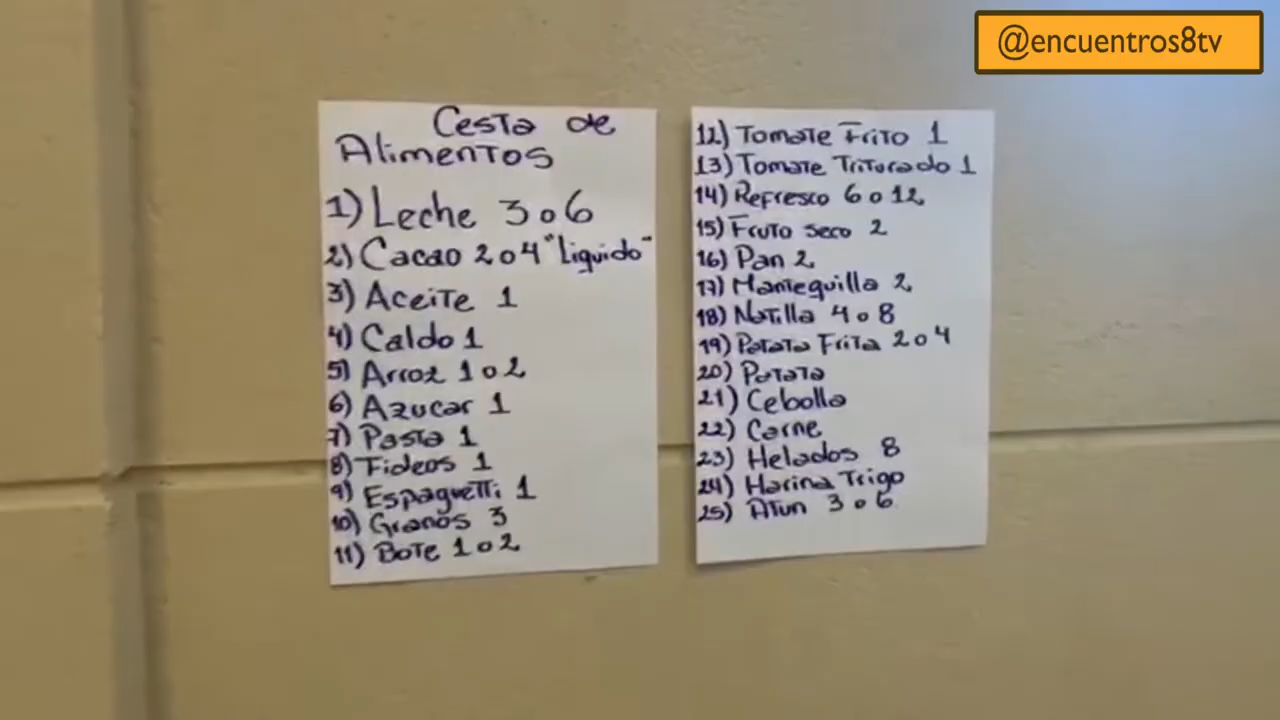 @encuentros8tv
Cesta de
Alimentos
1) Leche 3 o 6
2) Cacao 2 o 4 "Liquido"
3) Aceite 1
4) Caldo 1
5) Arroz 1 o 2
6) Azucar 1
7) Pasta 1
8) Fideos 1
9) Espaguetti 1
10) Granos 3
11) Bote 1 o 2
12) Tomate Frito 1
13) Tomate Triturado 1
14) Refresco 6 o 12
15) Fruto seco 2
16) Pan 2
17) Mantequilla 2
18) Natilla 4 o 8
19) Patata Frita 2 o 4
20) Patata
21) Cebolla
22) Carne
23) Helados 8
24) Harina Trigo
25) Atun 3 o 6